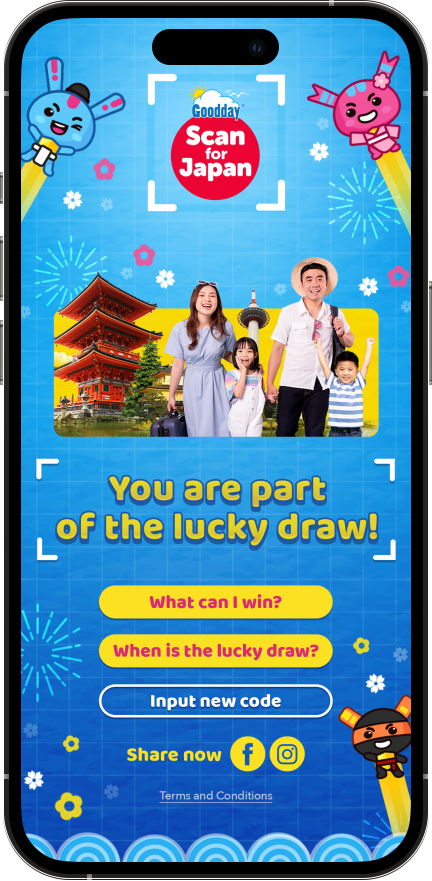 Goodday
Scan
for
Japan
You are part
of the lucky draw!
What can I win?
When is the lucky draw?
Input new code
Share now
Terms and Conditions